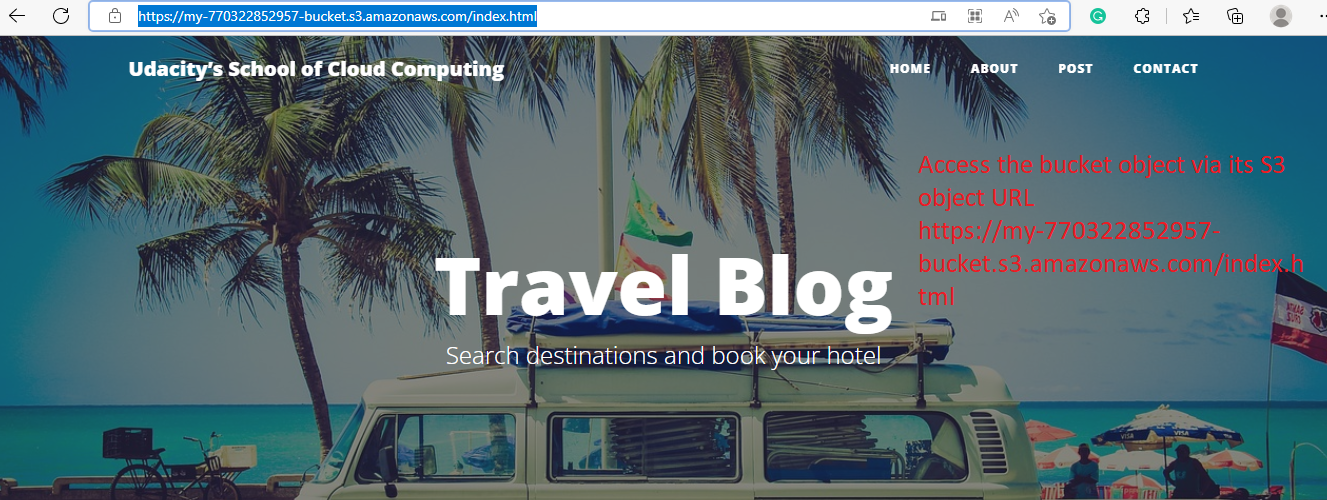 https://my-770322852957-bucket.s3.amazonaws.com/index.html
Udacity's School of Cloud Computing
HOME ABOUT POST CONTACT
Access the bucket object via its S3
object URL
https://my-770322852957-
bucket.s3.amazonaws.com/index.h
tml
Travel Blog
Search destinations and book your hotel
VISA